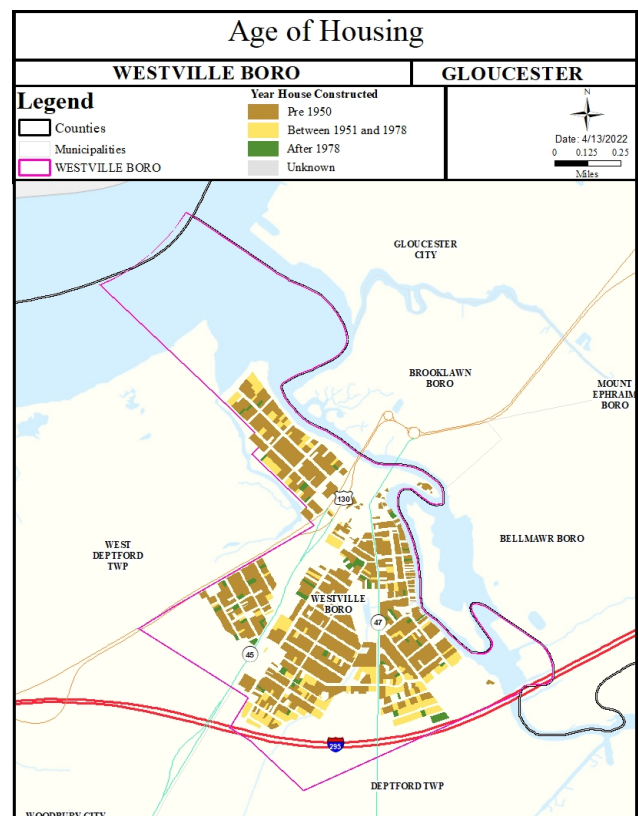 Age of Housing
WESTVILLE BORO
GLOUCESTER
Legend
Counties
Municipalities
WESTVILLE BORO
Year House Constructed
Pre 1950
Between 1951 and 1978
After 1978
Unknown
N
Date: 4/13/2022
0 0.125 0.25
Miles
GLOUCESTER
CITY
BROOKLAWN
BORO
MOUNT
EPHRAIM
BORO
130
WEST
DEPTFORD
TWP
BELLMAWR BORO
WESTVILLE
BORO
47
45
295
DEPTFORD TWP
WOODBURY CITY